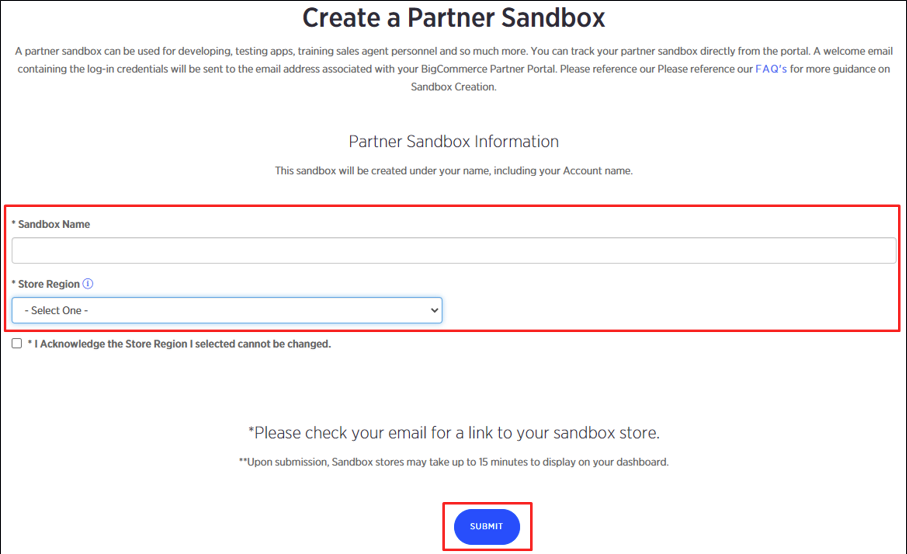 Create a Partner Sandbox
A partner sandbox can be used for developing, testing apps, training sales agent personnel and so much more. You can track your partner sandbox directly from the portal. A welcome email
containing the log-in credentials will be sent to the email address associated with your BigCommerce Partner Portal. Please reference our Please reference our FAQ's for more guidance on
Sandbox Creation.
Partner Sandbox Information
This sandbox will be created under your name, including your Account name.
* Sandbox Name
* Store Region
- Select One -
* I Acknowledge the Store Region I selected cannot be changed.
*Please check your email for a link to your sandbox store.
**Upon submission, Sandbox stores may take up to 15 minutes to display on your dashboard.
SUBMIT